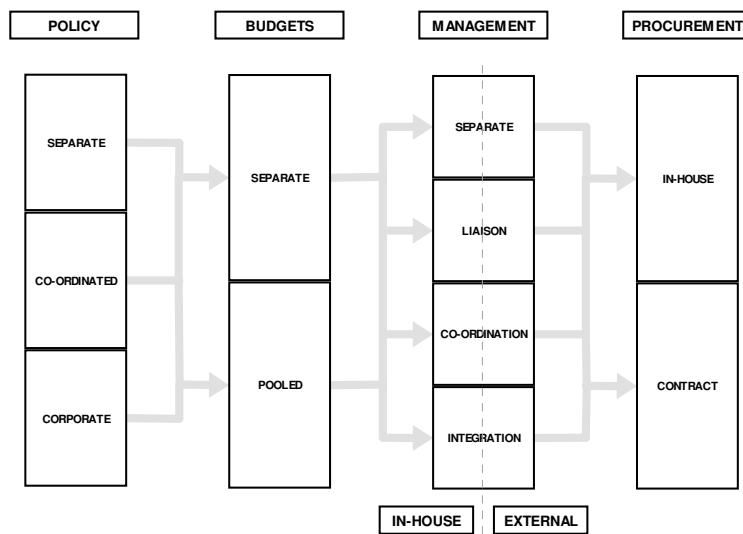 POLICY
BUDGETS
MANAGEMENT
PROCUREMENT
SEPARATE
CO-ORDINATED
CORPORATE
SEPARATE
POOLED
SEPARATE
LIAISON
CO-ORDINATION
INTEGRATION
IN-HOUSE
CONTRACT
IN-HOUSE
EXTERNAL